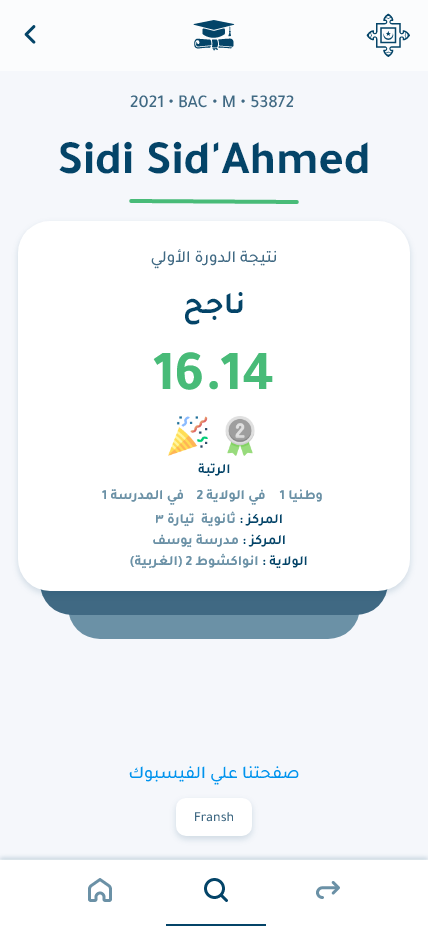 2021 • BAC • M • 53872
Sidi Sid'Ahmed
نتيجة الدورة الأولي
ناجح
16.14
2
الرتبة
وطنيا 1 في الولاية 2 في المدرسة 1
المركز : ثانوية تيارة ٣
المركز : مدرسة يوسف
الولاية : انواكشوط 2 (الغربية)
صفحتنا علي الفيسبوك
Fransh